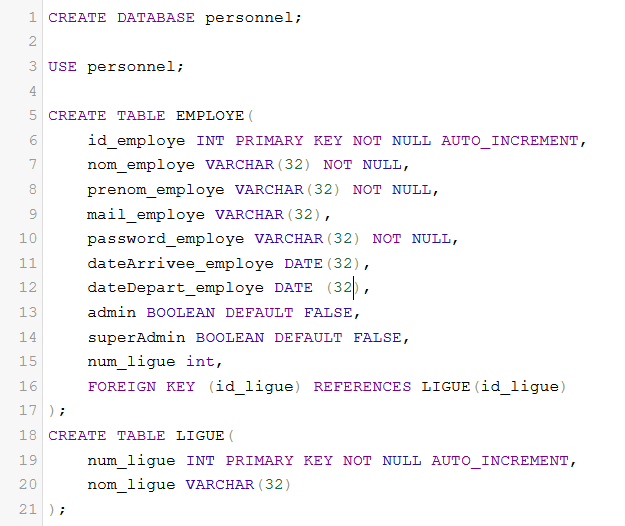 1 CREATE DATABASE personnel;
2
3 USE personnel;
4
5 CREATE TABLE EMPLOYE(
6 id_employe INT PRIMARY KEY NOT NULL AUTO_INCREMENT,
7 nom_employe VARCHAR(32) NOT NULL,
8 prenom_employe VARCHAR(32) NOT NULL,
9 mail_employe VARCHAR(32),
10 password_employe VARCHAR(32) NOT NULL,
11 dateArrivee_employe DATE(32),
12 dateDepart_employe DATE (32),
13 admin BOOLEAN DEFAULT FALSE,
14 superAdmin BOOLEAN DEFAULT FALSE,
15 num_ligue int,
16 FOREIGN KEY (id_ligue) REFERENCES LIGUE(id_ligue)
17 );
18 CREATE TABLE LIGUE(
19 num_ligue INT PRIMARY KEY NOT NULL AUTO_INCREMENT,
20 nom_ligue VARCHAR(32)
21 );